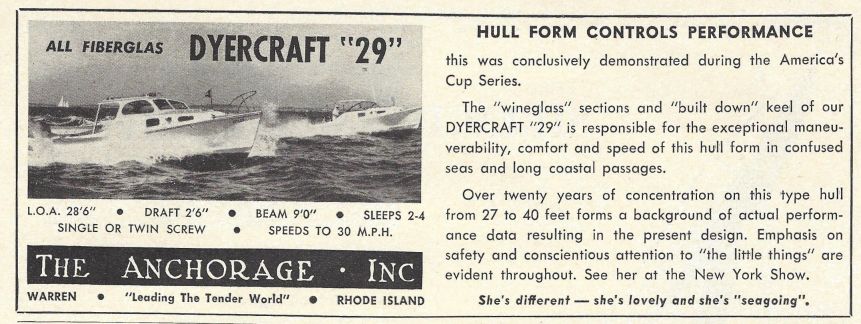 ALL FIBERGLAS DYERCRAFT "29"
L.O.A. 28'6" • DRAFT 2'6" • BEAM 9'0" • SLEEPS 2-4
SINGLE OR TWIN SCREW • SPEEDS TO 30 M.P.H.
THE ANCHORAGE · INC
WARREN • "Leading The Tender World" • RHODE ISLAND
HULL FORM CONTROLS PERFORMANCE
this was conclusively demonstrated during the America's
Cup Series.
The "wineglass" sections and "built down" keel of our
DYERCRAFT "29" is responsible for the exceptional maneu-
verability, comfort and speed of this hull form in confused
seas and long coastal passages.
Over twenty years of concentration on this type hull
from 27 to 40 feet forms a background of actual perform-
ance data resulting in the present design. Emphasis on
safety and conscientious attention to "the little things" are
evident throughout. See her at the New York Show.
She's different — she's lovely and she's "seagoing".